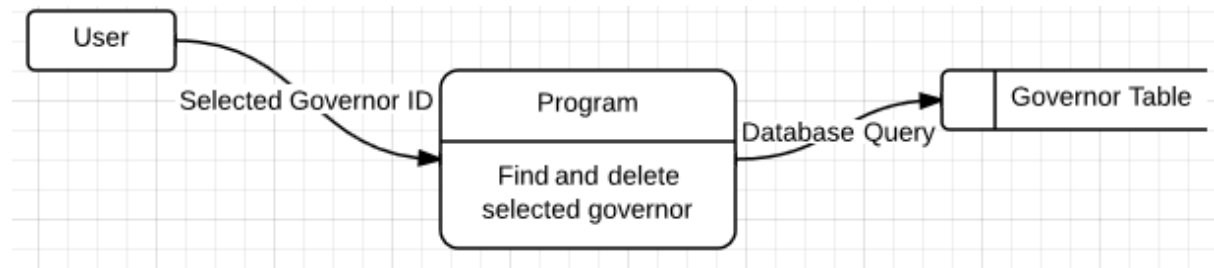 User
Selected Governor ID
Program
Find and delete
selected governor
Database Query
Governor Table